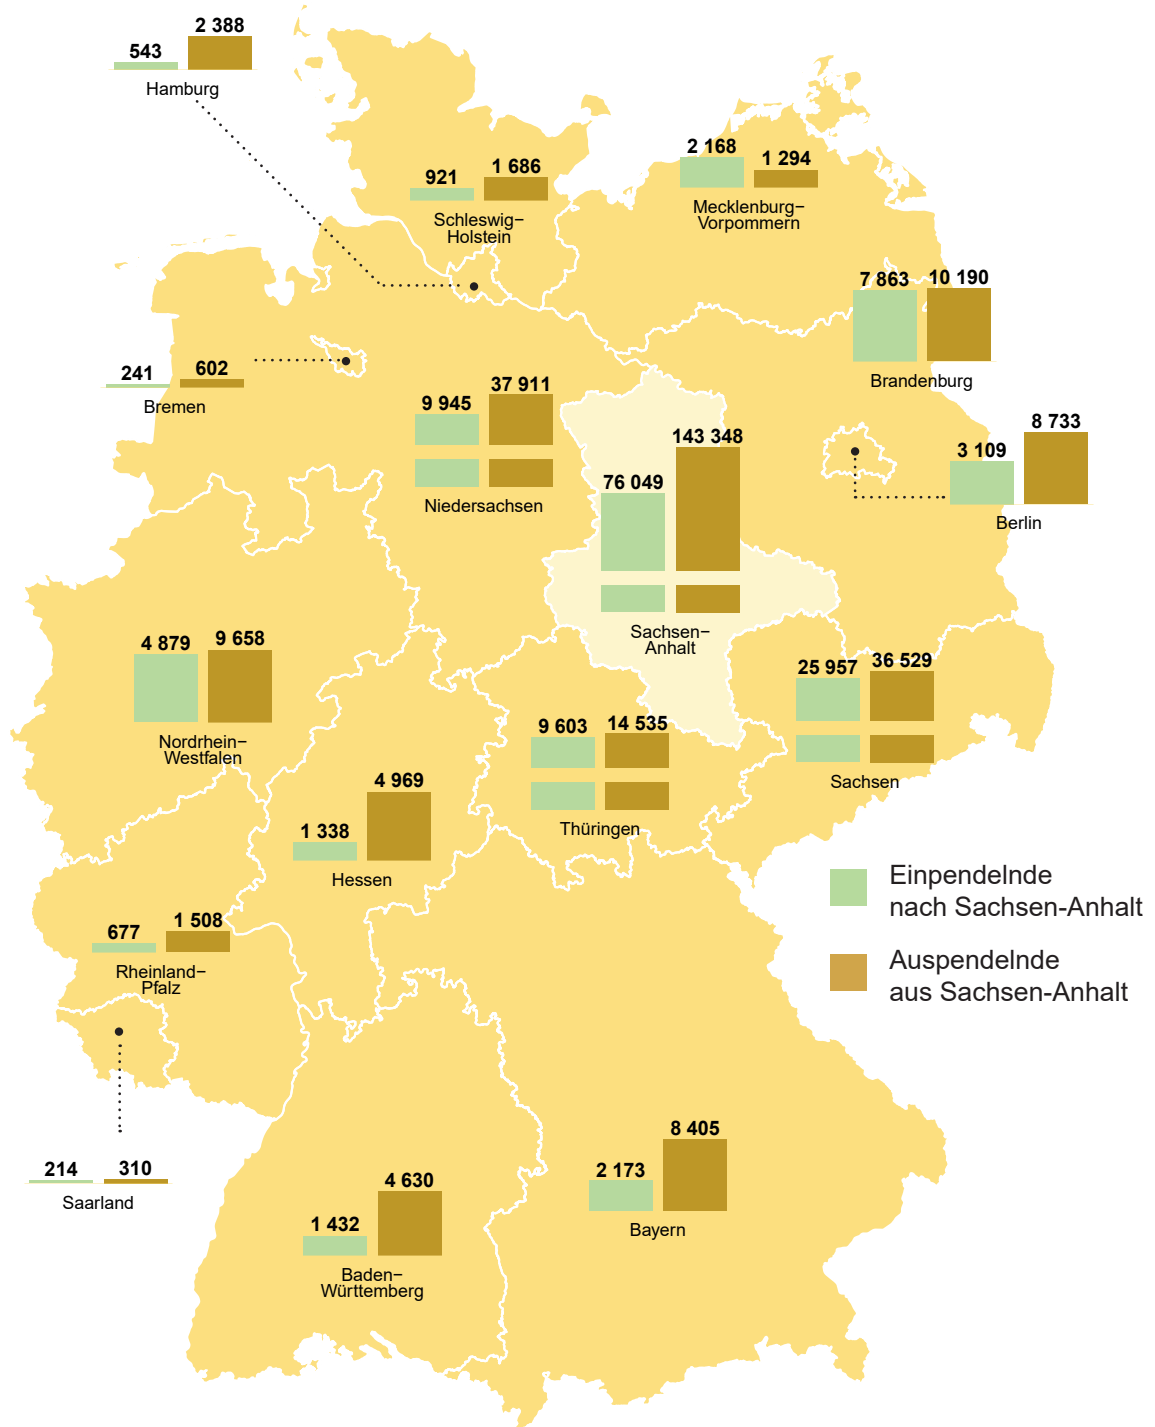 543 2 388
Hamburg
921 1 686
Schleswig−
Holstein
2 168 1 294
Mecklenburg−
Vorpommern
7 863 10 190
Brandenburg
241 602
Bremen
9 945 37 911
Niedersachsen
76 049 143 348
Sachsen−
Anhalt
3 109 8 733
Berlin
4 879 9 658
Nordrhein−
Westfalen
25 957 36 529
Sachsen
9 603 14 535
Thüringen
1 338 4 969
Hessen
677 1 508
Rheinland−
Pfalz
Einpendelnde
nach Sachsen-Anhalt
Auspendelnde
aus Sachsen-Anhalt
214 310
Saarland
1 432 4 630
Baden−
Württemberg
2 173 8 405
Bayern